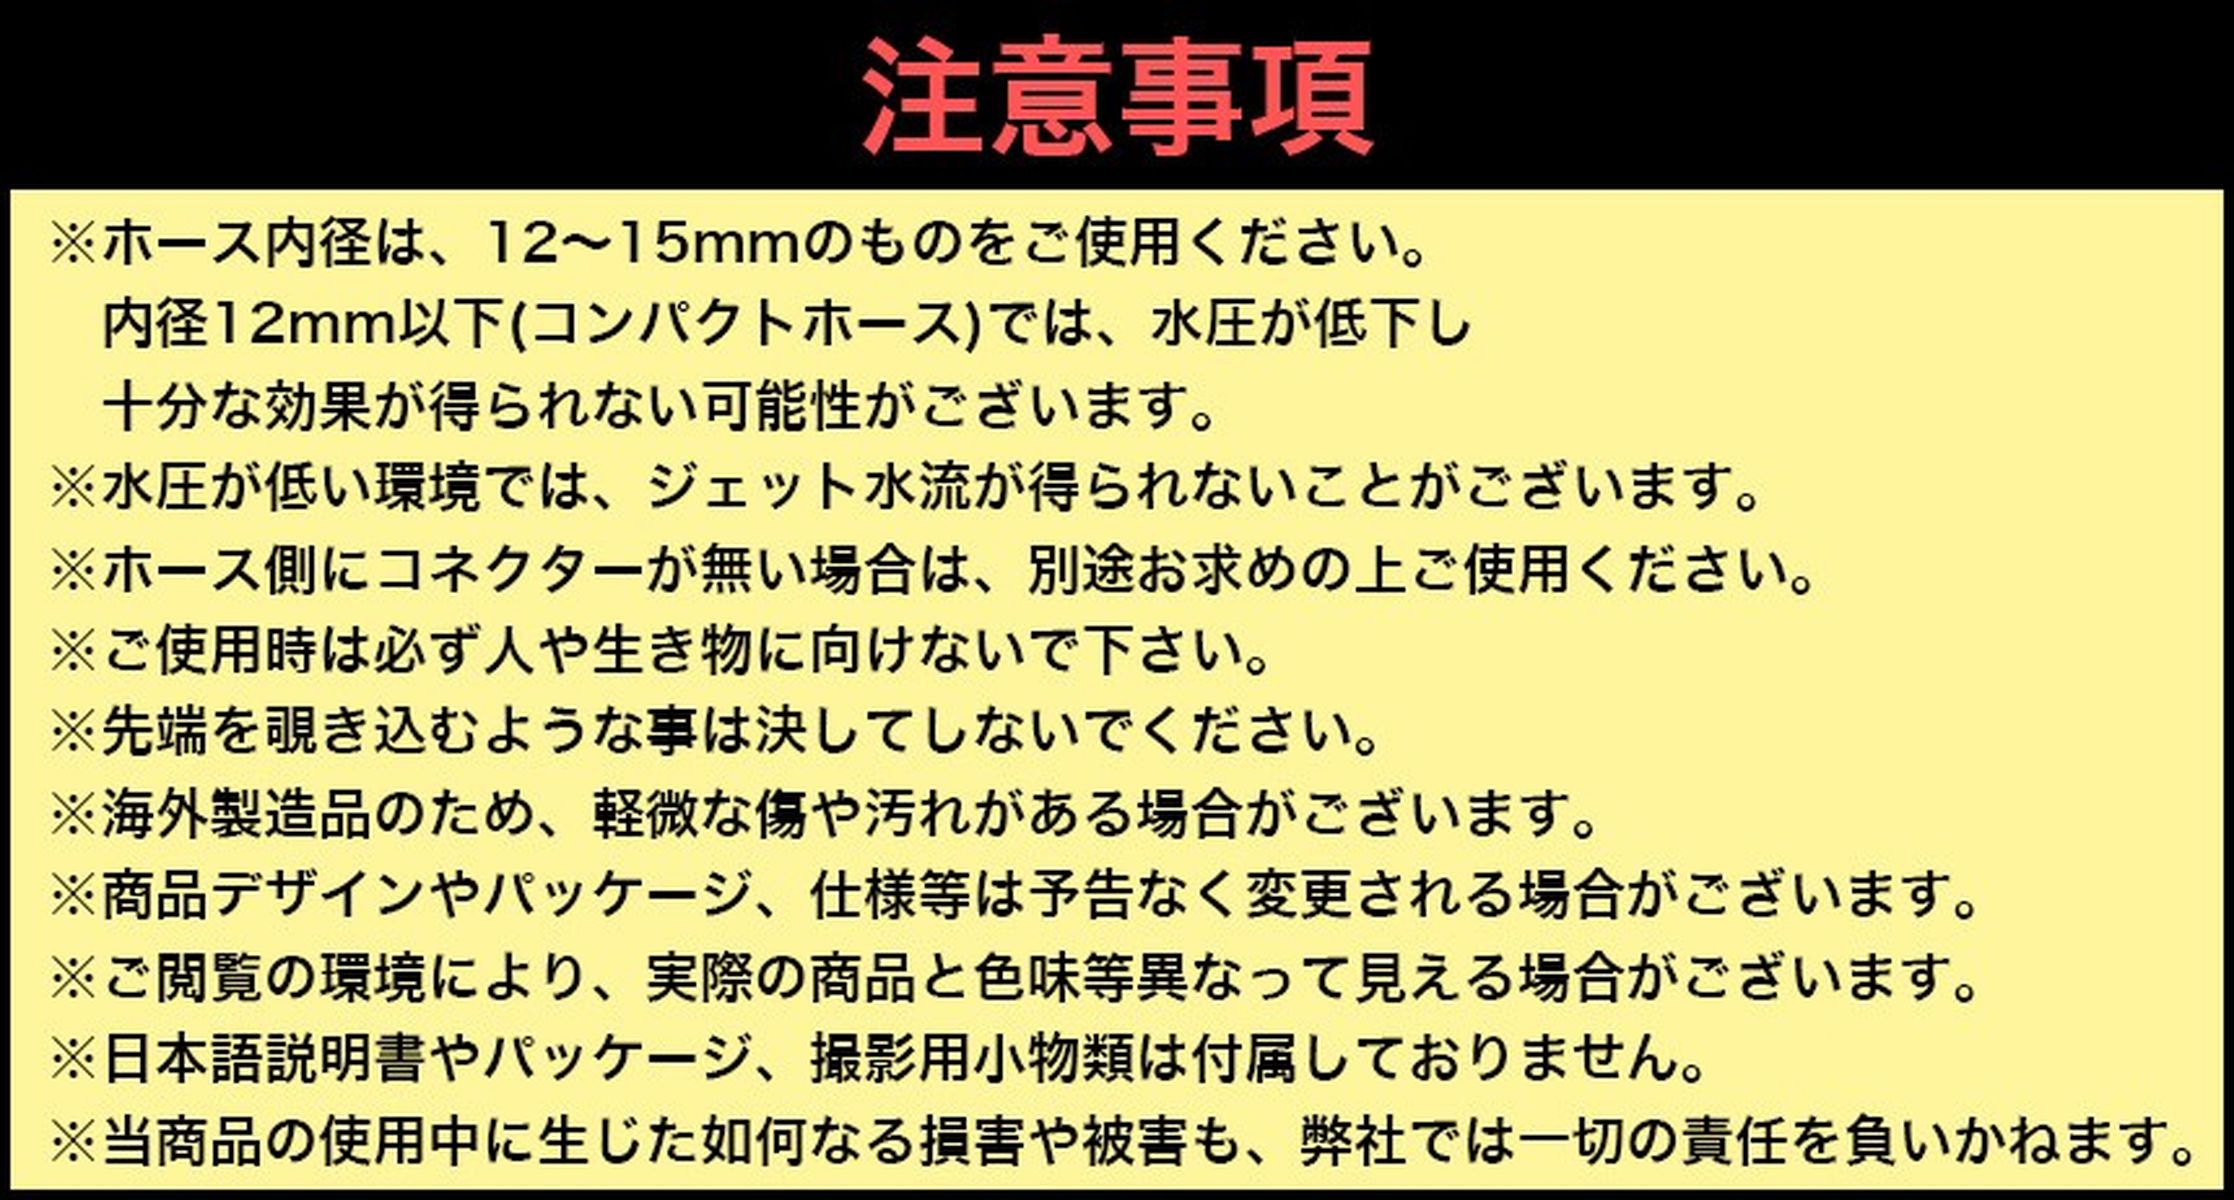 注意事項
※ホース内径は、12〜15mmのものをご使用ください。
内径12mm以下(コンパクトホース)では、水圧が低下し
十分な効果が得られない可能性がございます。
※水圧が低い環境では、ジェット水流が得られないことがございます。
※ホース側にコネクターが無い場合は、別途お求めの上ご使用ください。
※ご使用時は必ず人や生き物に向けないで下さい。
※先端を覗き込むような事は決してしないでください。
※海外製造品のため、軽微な傷や汚れがある場合がございます。
※商品デザインやパッケージ、仕様等は予告なく変更される場合がございます。
※ご閲覧の環境により、実際の商品と色味等異なって見える場合がございます。
※日本語説明書やパッケージ、撮影用小物類は付属しておりません。
※当商品の使用中に生じた如何なる損害や被害も、弊社では一切の責任を負いかねます。